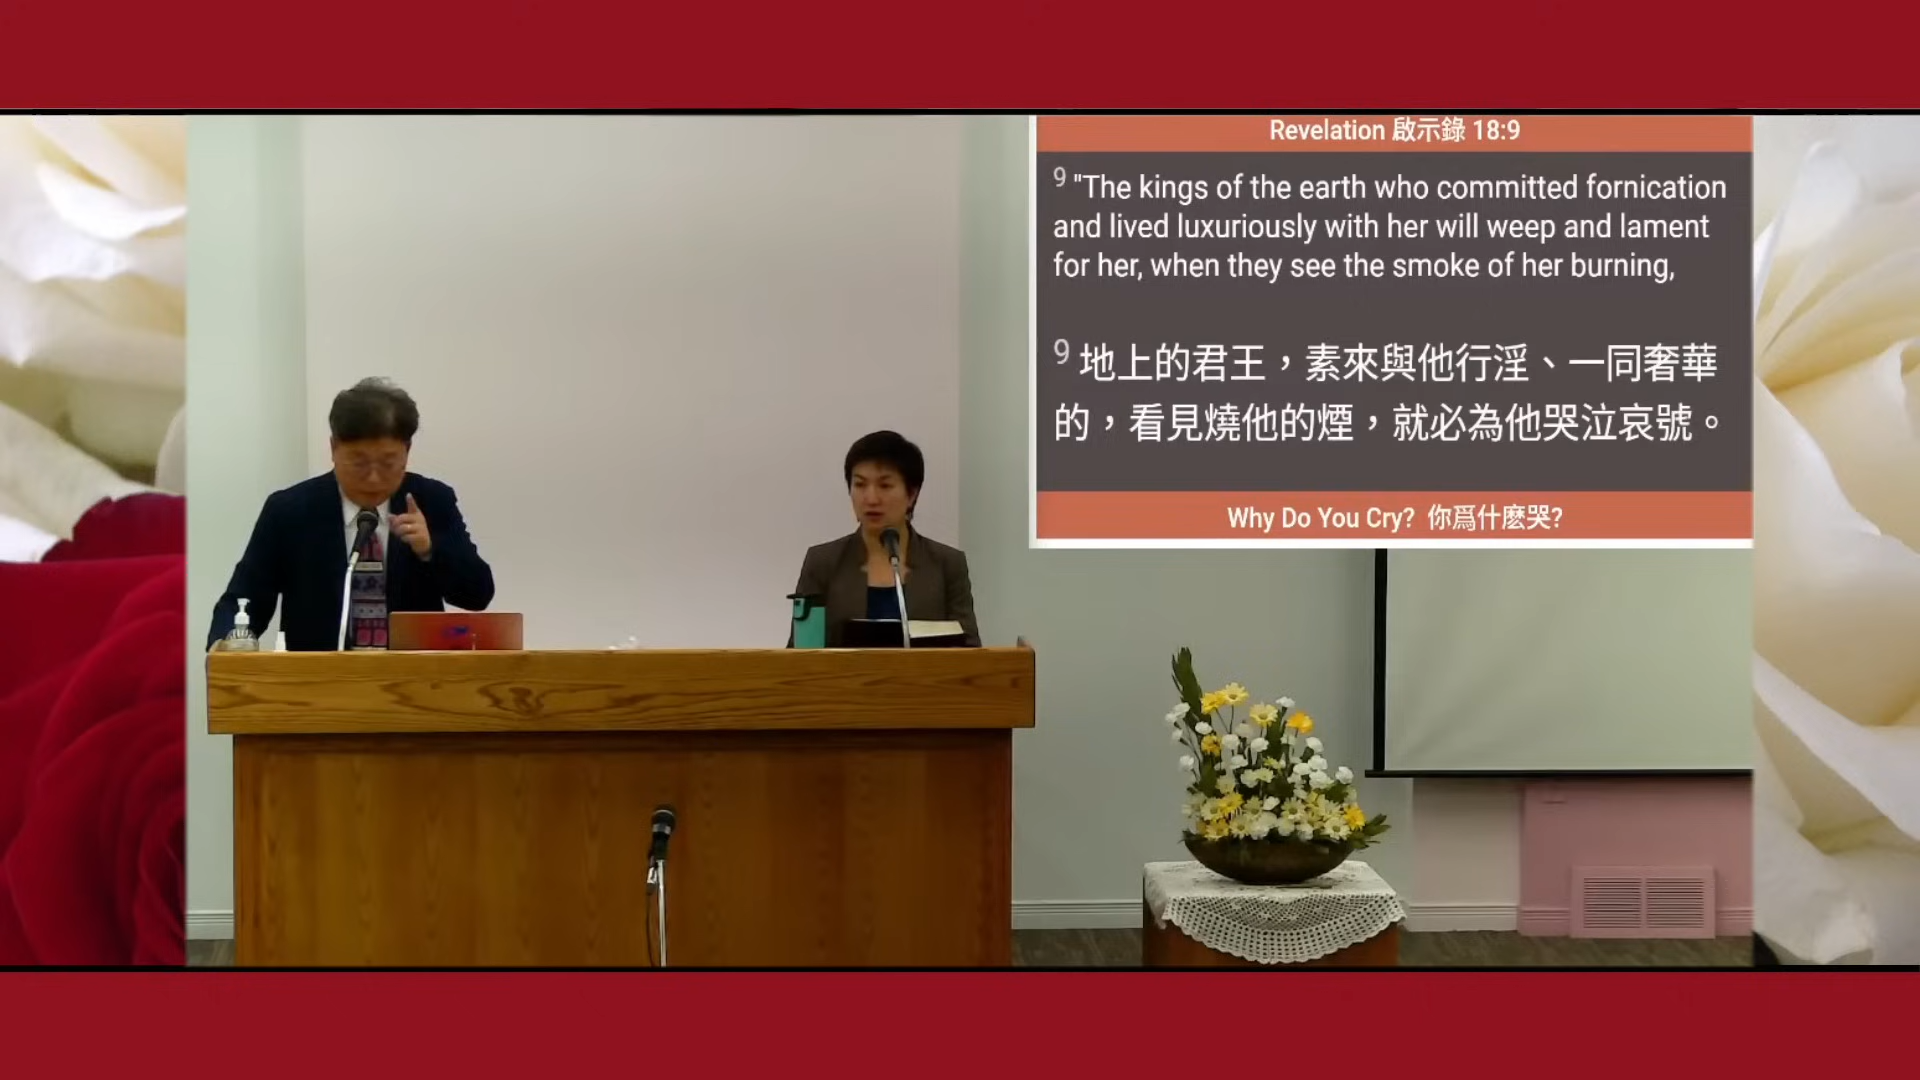 Revelation 啟示錄 18:9
9 "The kings of the earth who committed fornication
and lived luxuriously with her will weep and lament
for her, when they see the smoke of her burning,
9 地上的君王，素來與他行淫、一同奢華
的，看見燒他的煙，就必為他哭泣哀號。
Why Do You Cry? 你爲什麽哭?